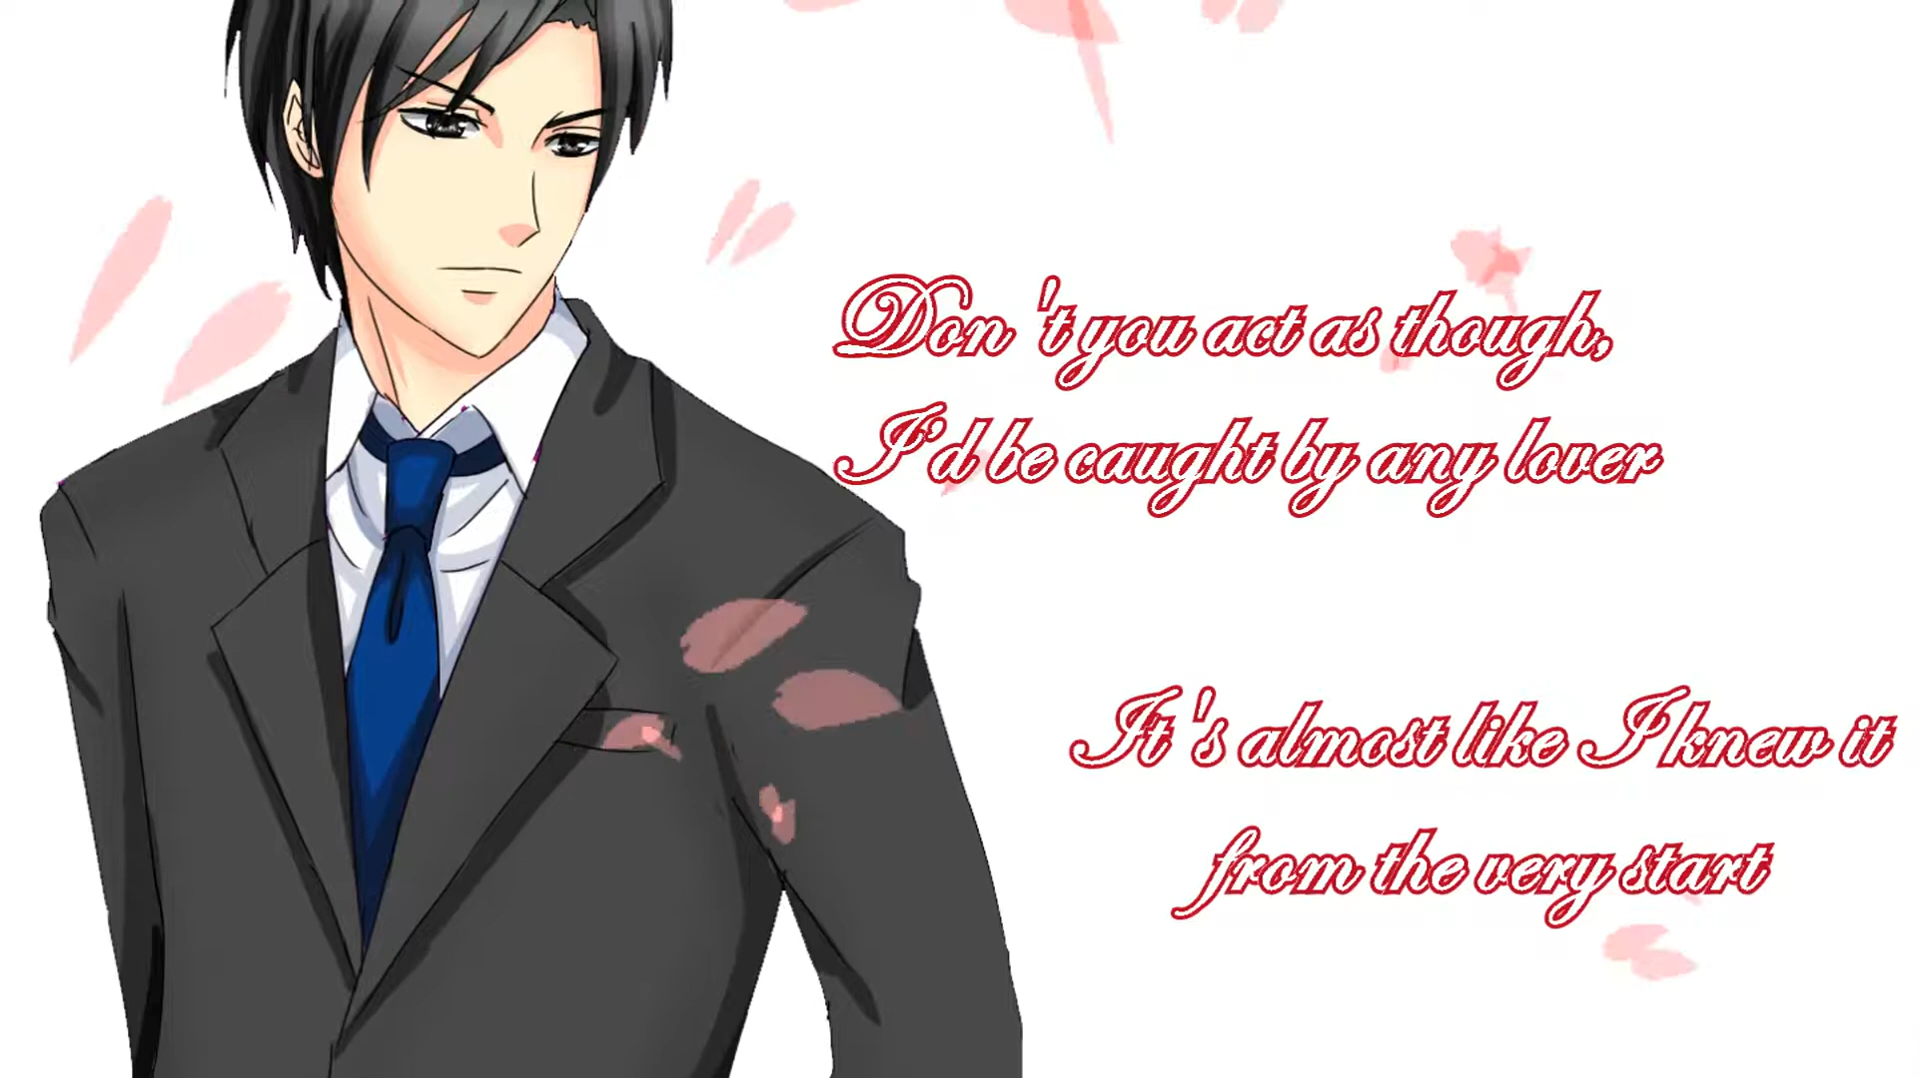 Don't you act as though,
I'd be caught by any lover
It's almost like I knew it
from the very start